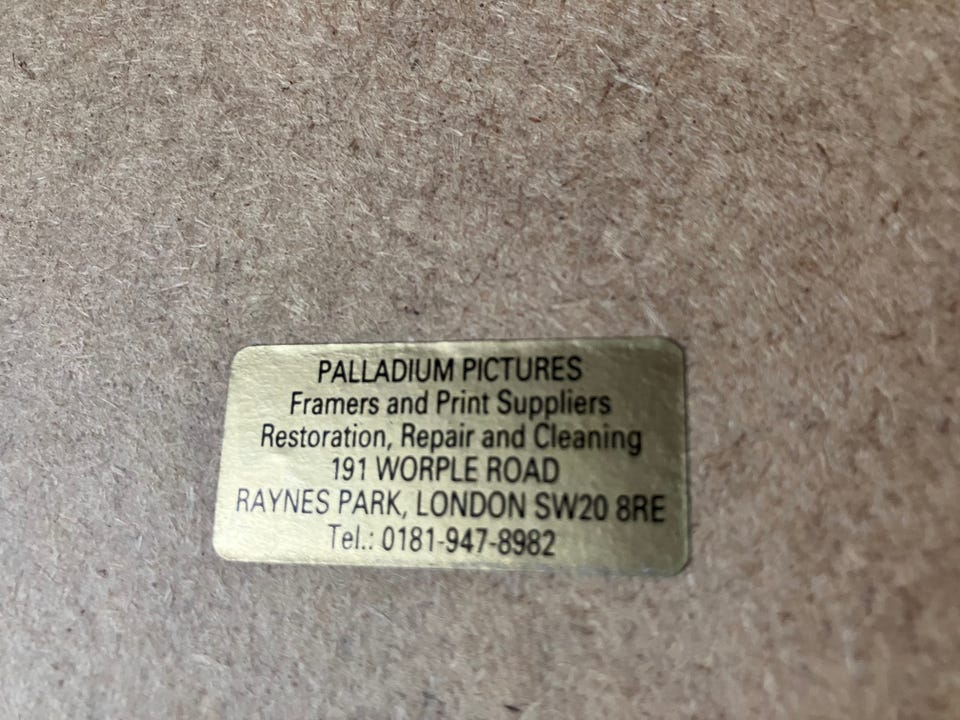 PALLADIUM PICTURES
Framers and Print Suppliers
Restoration, Repair and Cleaning
191 WORPLE ROAD
RAYNES PARK, LONDON SW20 8RE
Tel.: 0181-947-8982